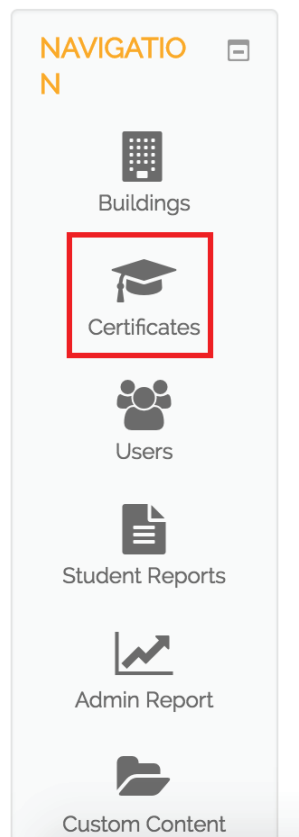 NAVIGATIO
N
Buildings
Certificates
Users
Student Reports
Admin Report
Custom Content